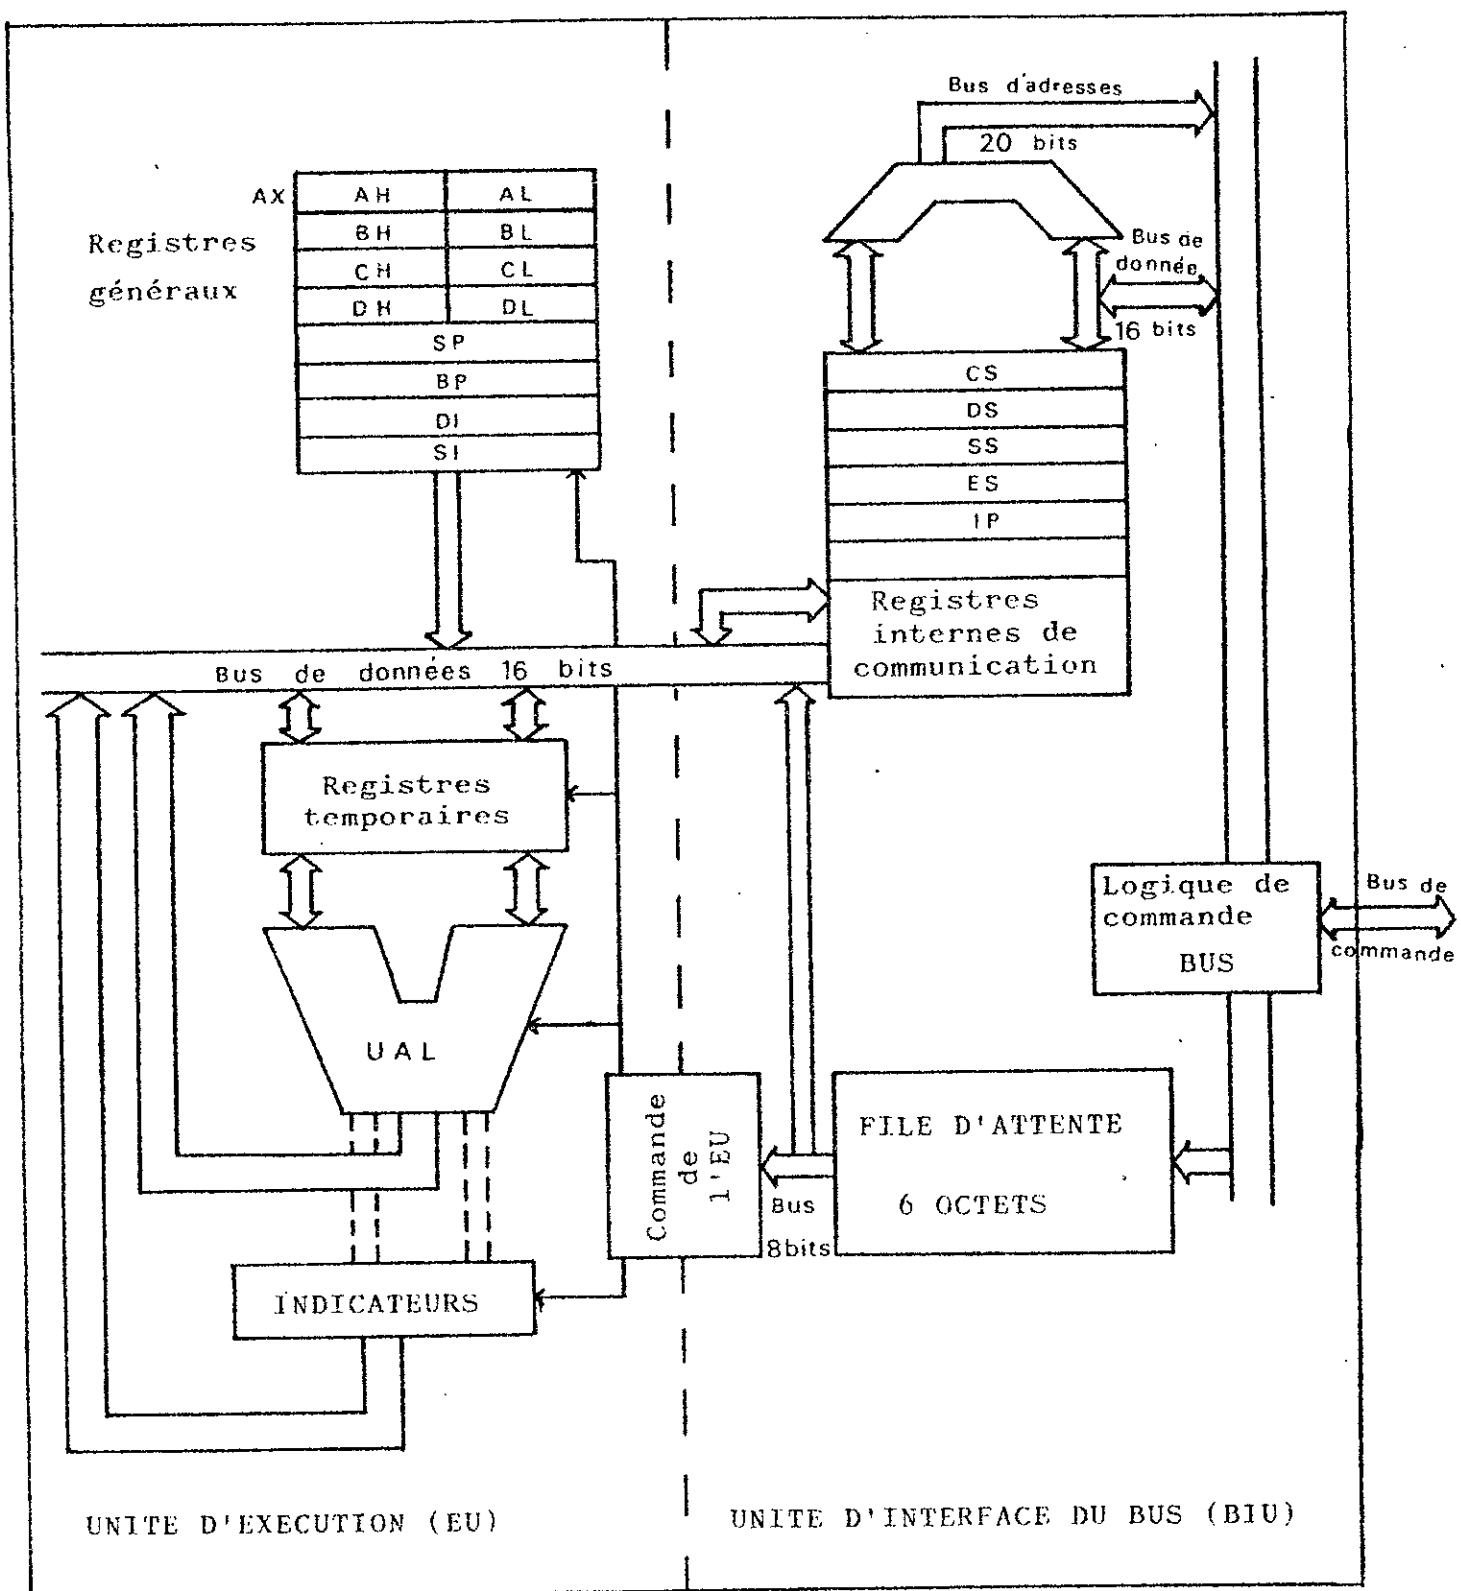 Bus d'adresses
20 bits
AX
AH AL
BH BL
CH CL
DH DL
SP
BP
DI
SI
Registres
généraux
Bus de
donnée
16 bits
CS
DS
SS
ES
IP
Registres
internes de
communication
Bus de données 16 bits
Registres
temporaires
Logique de
commande
BUS
Bus de
commande
UAL
Commande
de
l'EU
FILE D'ATTENTE
6 OCTETS
Bus
8bits
INDICATEURS
UNITE D'EXECUTION (EU)
UNITE D'INTERFACE DU BUS (BIU)